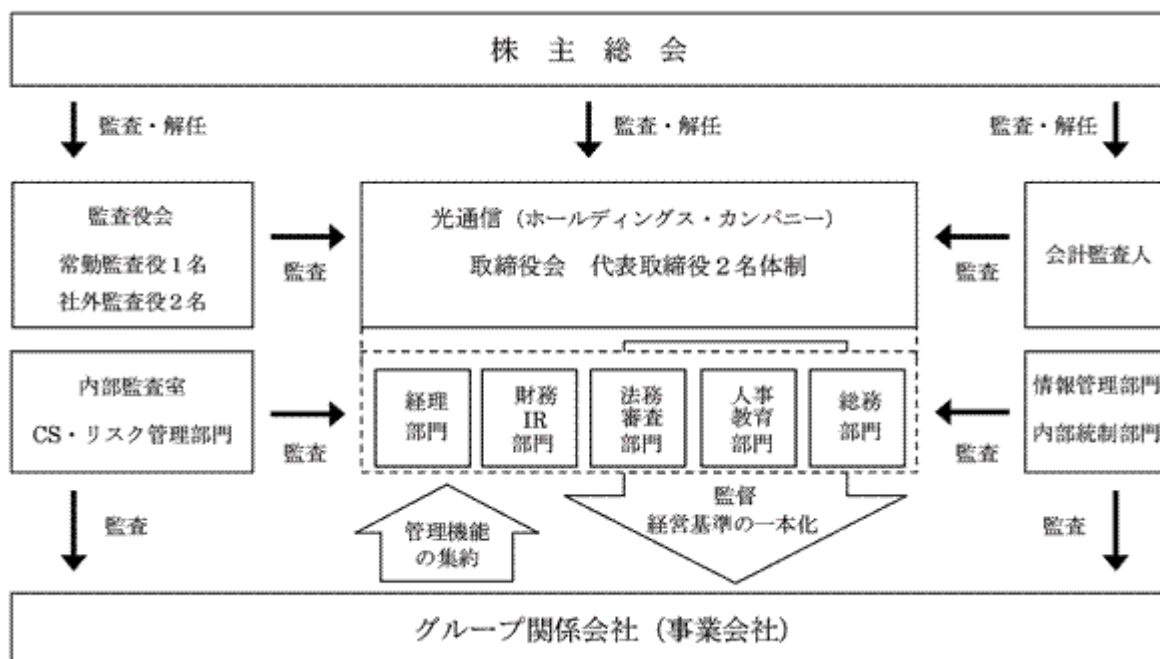 株主総会
監査・解任
監査・解任
監査・解任
監査役会
常勤監査役1名
社外監査役2名
監査
光通信（ホールディングス・カンパニー）
取締役会　代表取締役2名体制
監査
会計監査人
内部監査室
CS・リスク管理部門
監査
経理
部門
財務
IR
部門
法務
審査
部門
人事
教育
部門
総務
部門
監査
情報管理部門
内部統制部門
監査
管理機能
の集約
監督
経営基準の一本化
監査
グループ関係会社（事業会社）